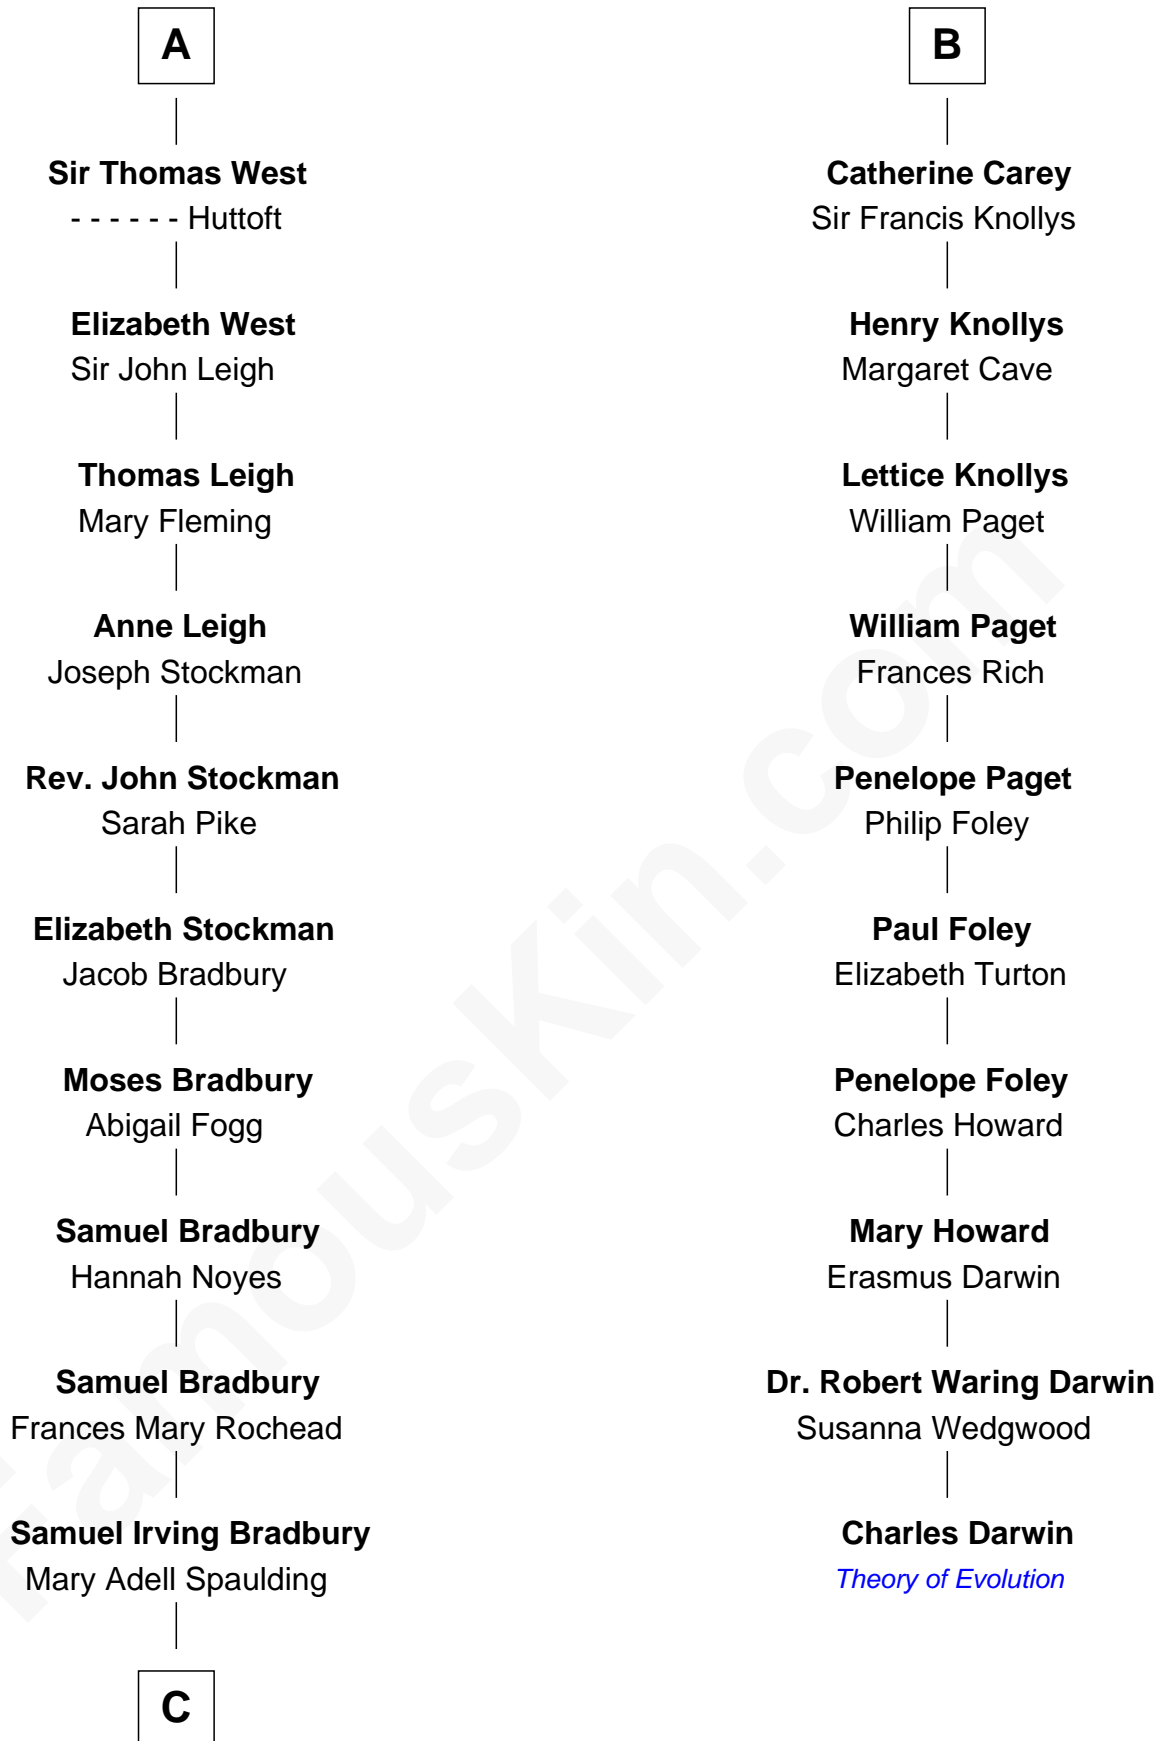 A
Sir Thomas West
- - - - - - Huttoft
Elizabeth West
Sir John Leigh
Thomas Leigh
Mary Fleming
Anne Leigh
Joseph Stockman
Rev. John Stockman
Sarah Pike
Elizabeth Stockman
Jacob Bradbury
Moses Bradbury
Abigail Fogg
Samuel Bradbury
Hannah Noyes
Samuel Bradbury
Frances Mary Rochead
Samuel Irving Bradbury
Mary Adell Spaulding
C
B
Catherine Carey
Sir Francis Knollys
Henry Knollys
Margaret Cave
Lettice Knollys
William Paget
William Paget
Frances Rich
Penelope Paget
Philip Foley
Paul Foley
Elizabeth Turton
Penelope Foley
Charles Howard
Mary Howard
Erasmus Darwin
Dr. Robert Waring Darwin
Susanna Wedgwood
Charles Darwin
Theory of Evolution
FamousKin.com